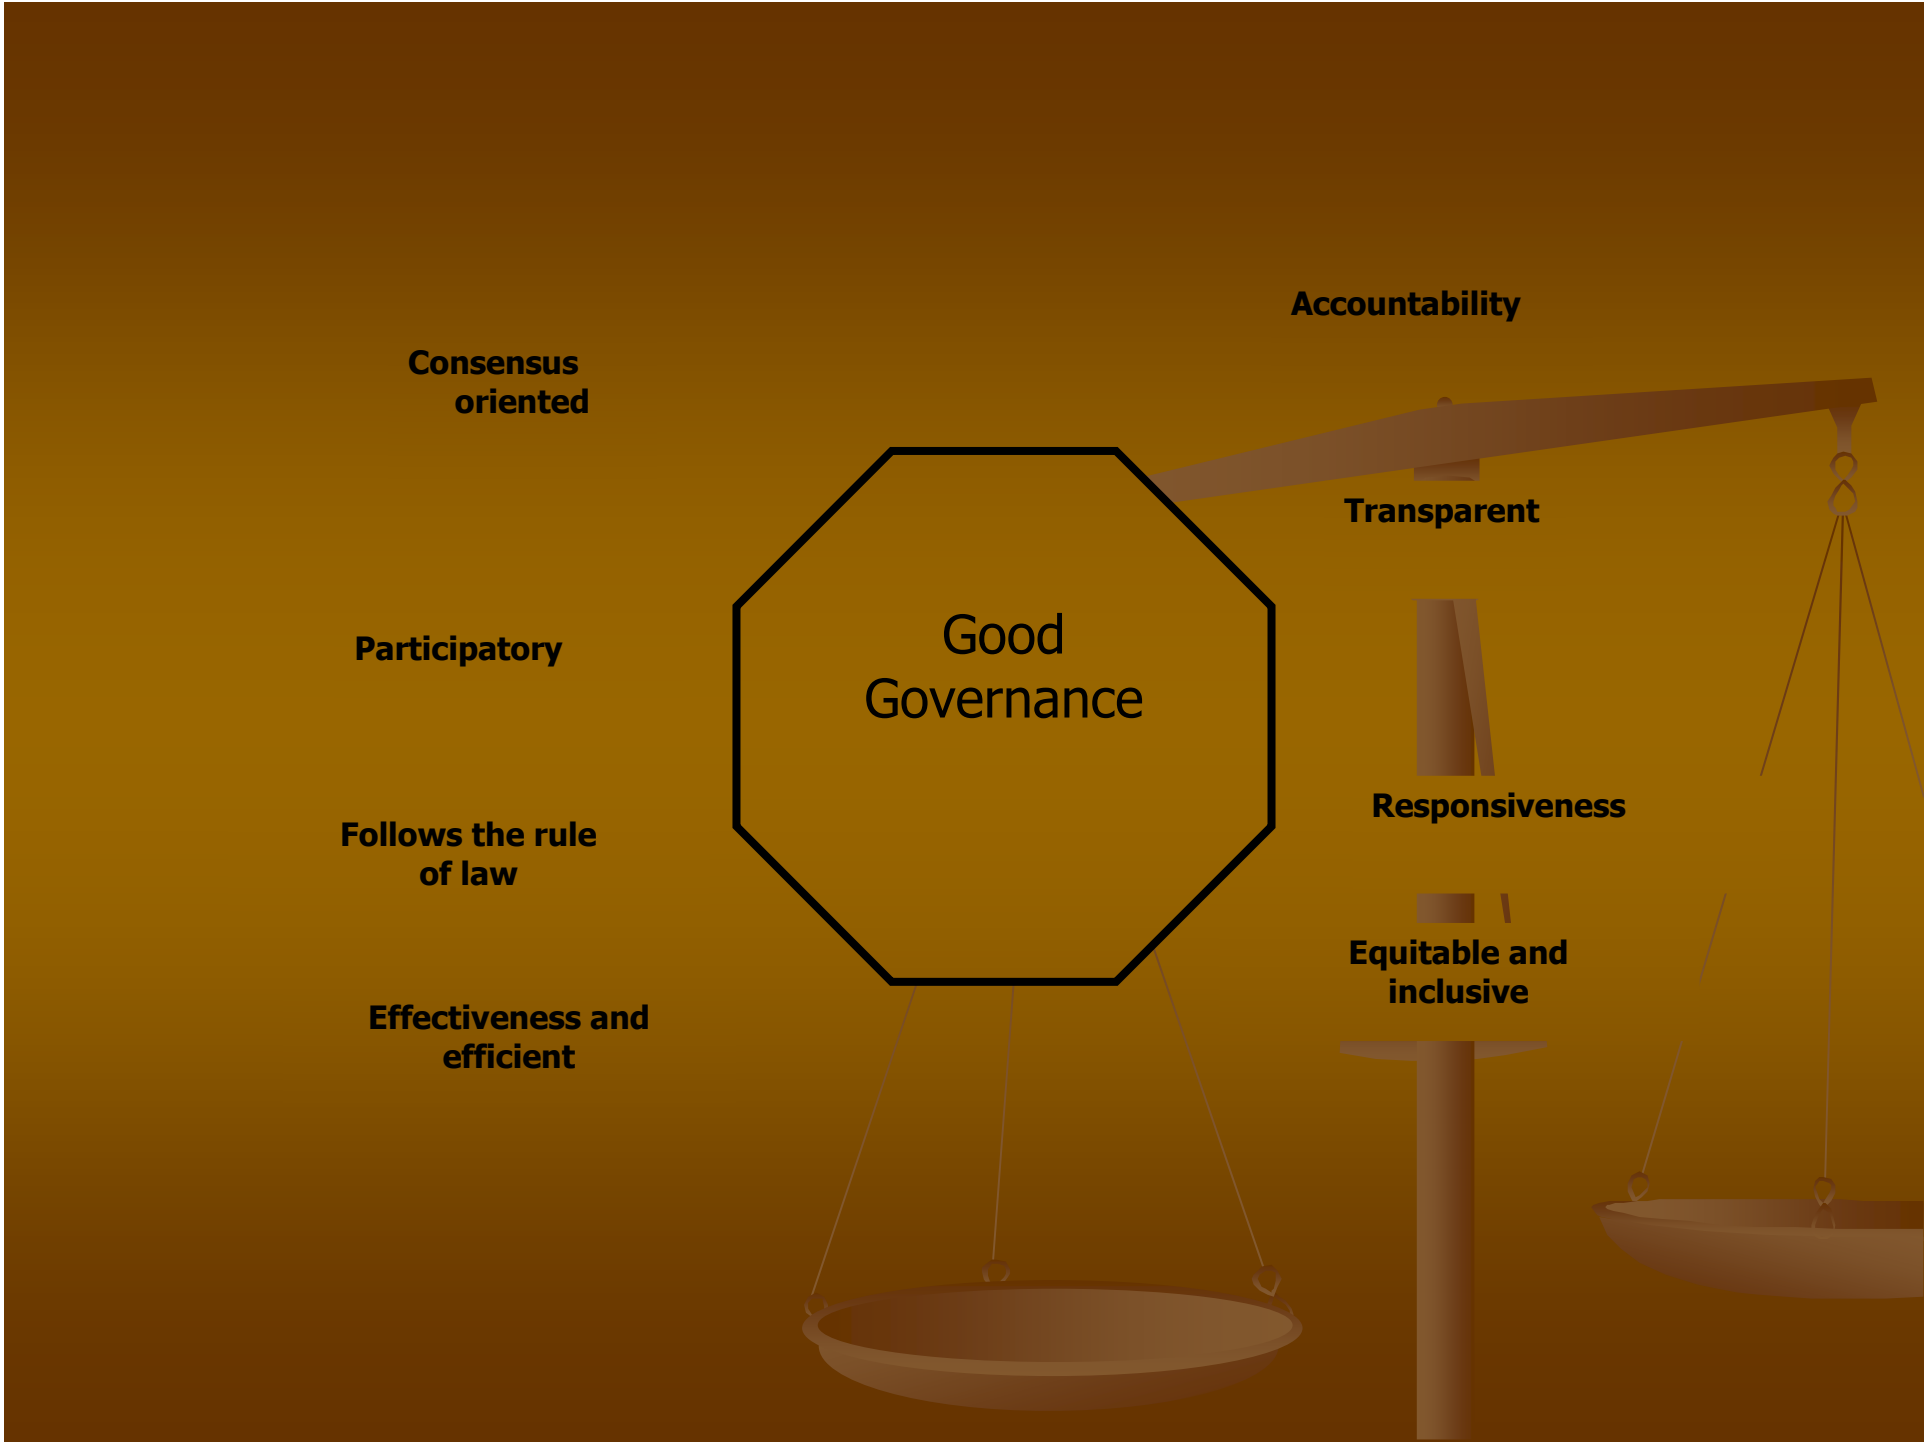 Accountability
Consensus
oriented
Transparent
Good
Governance
Participatory
Responsiveness
Follows the rule
of law
Equitable and
inclusive
Effectiveness and
efficient